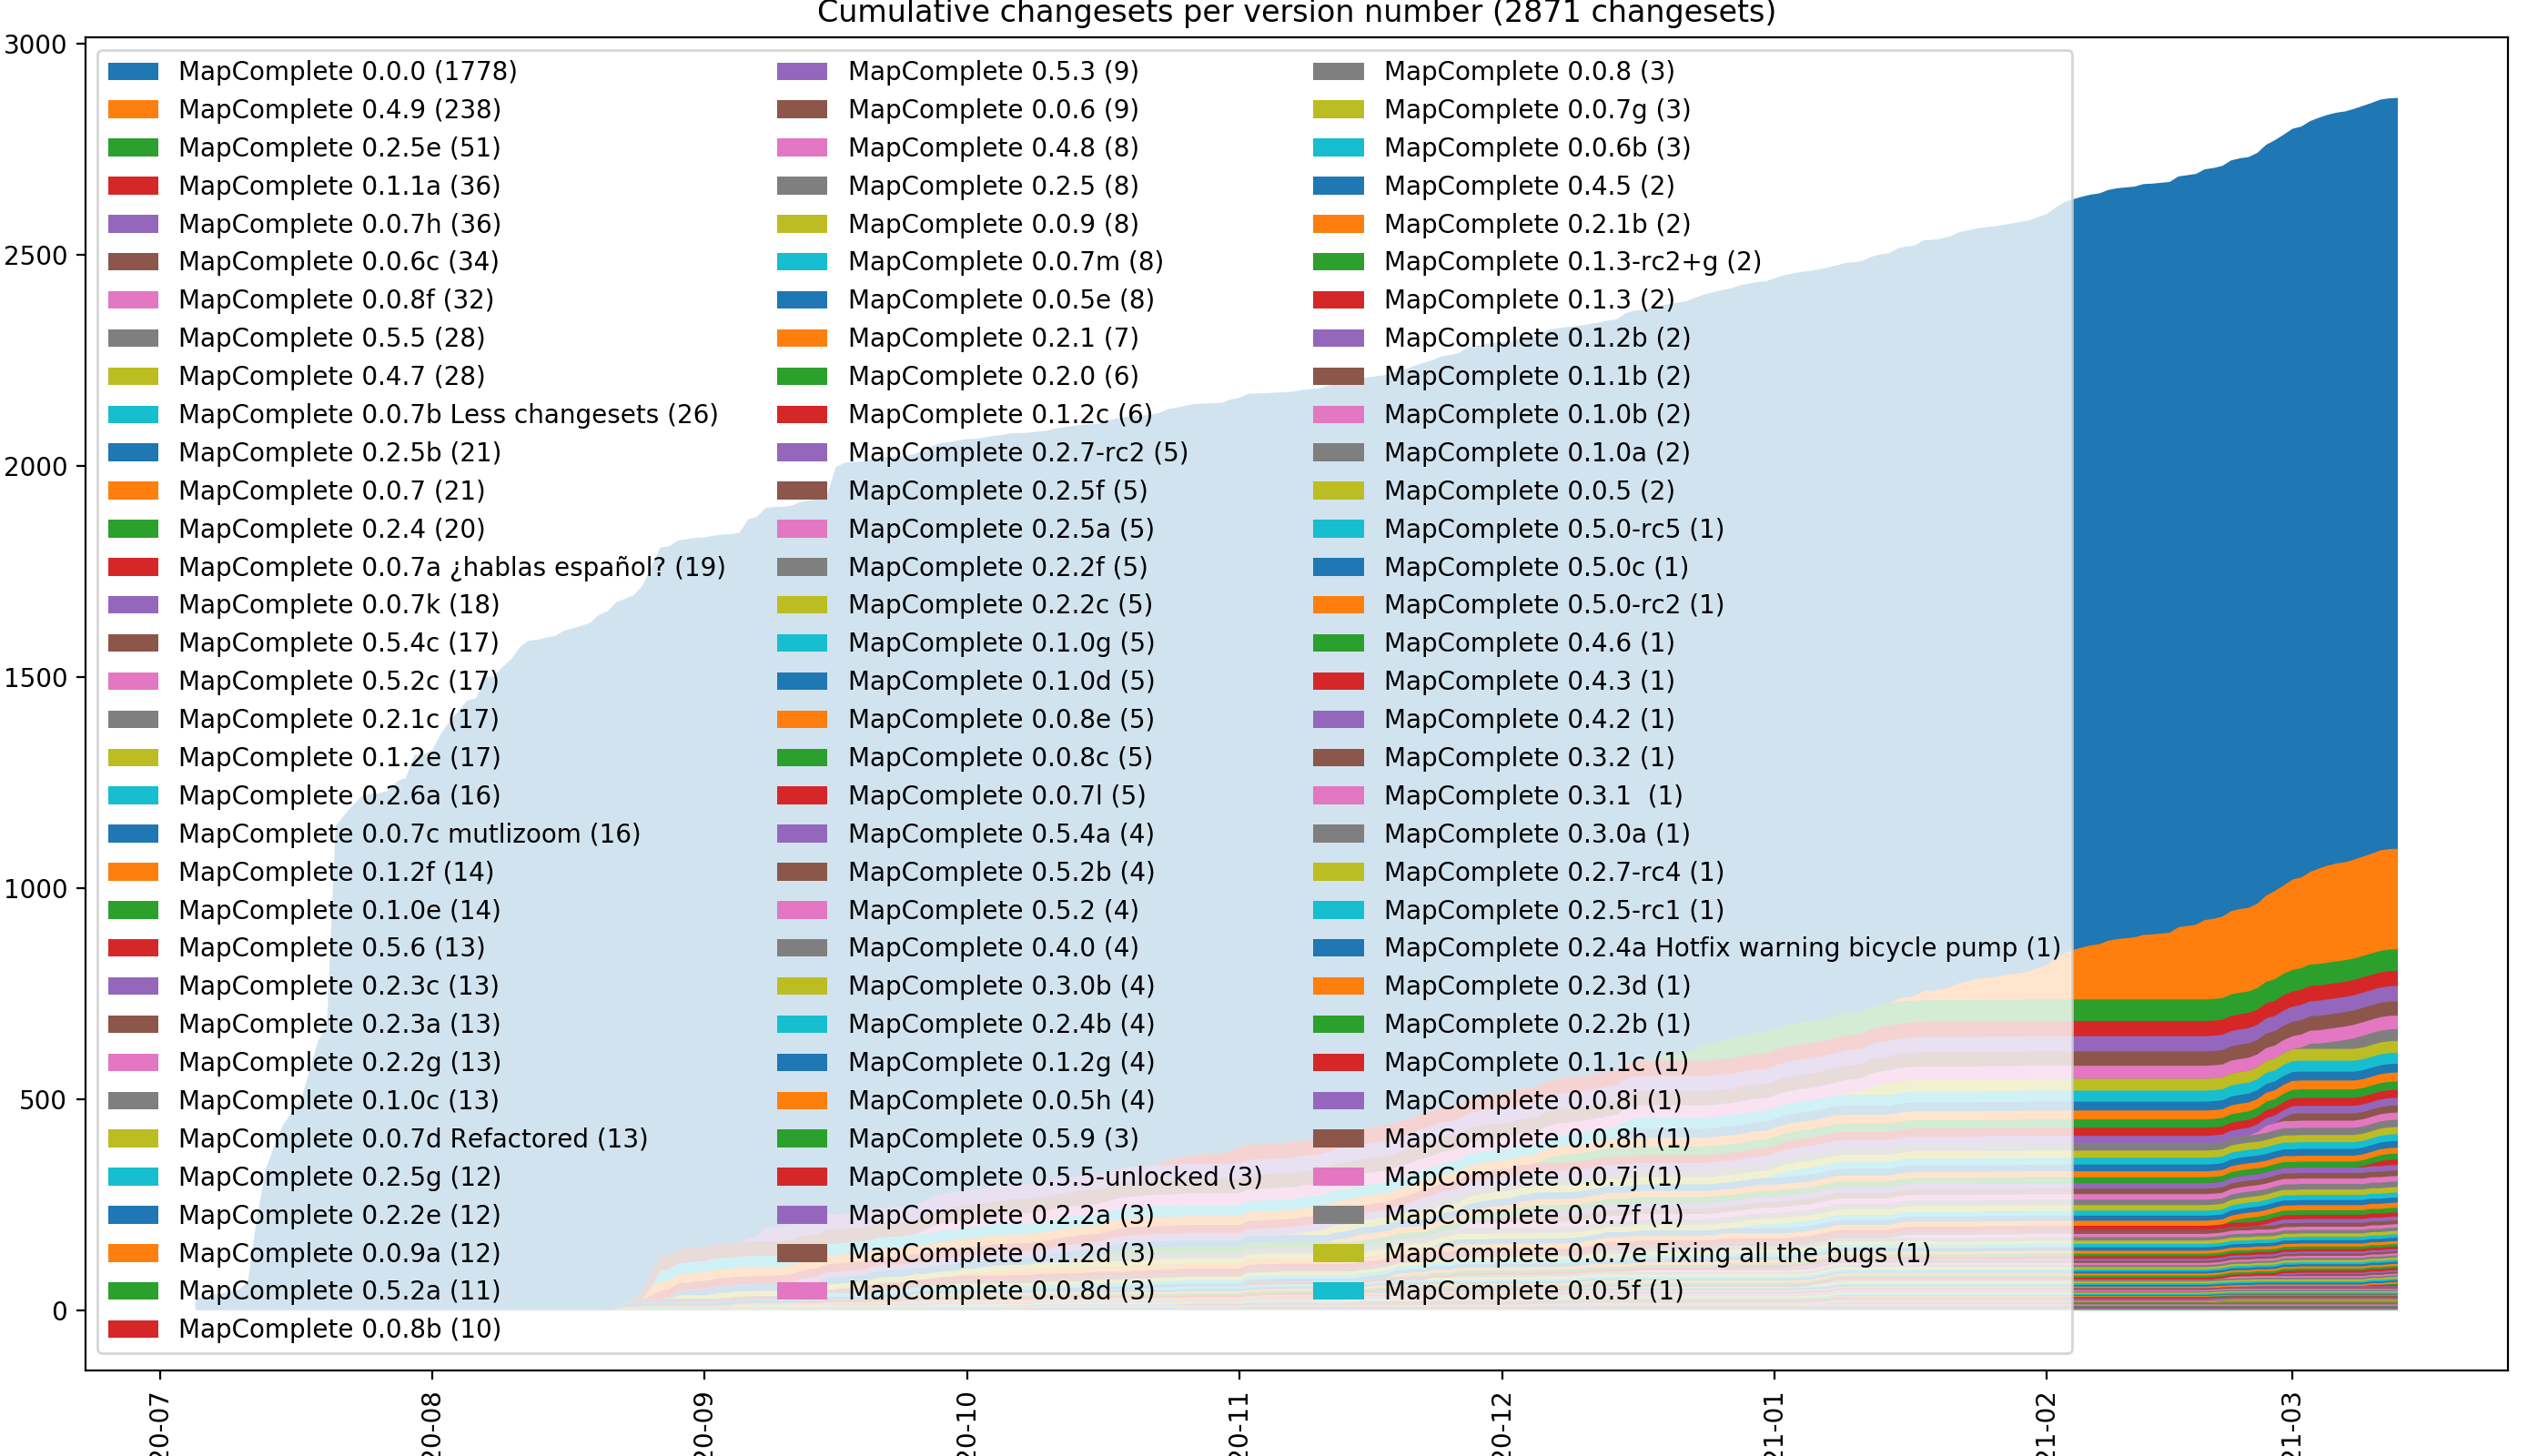 Cumulative changesets per version number (2871 changesets)
3000
2500
2000
1500
1000
500
0
MapComplete 0.0.0 (1778)
MapComplete 0.4.9 (238)
MapComplete 0.2.5e (51)
MapComplete 0.1.1a (36)
MapComplete 0.0.7h (36)
MapComplete 0.0.6c (34)
MapComplete 0.0.8f (32)
MapComplete 0.5.5 (28)
MapComplete 0.4.7 (28)
MapComplete 0.0.7b Less changesets (26)
MapComplete 0.2.5b (21)
MapComplete 0.0.7 (21)
MapComplete 0.2.4 (20)
MapComplete 0.0.7a ¿hablas español? (19)
MapComplete 0.0.7k (18)
MapComplete 0.5.4c (17)
MapComplete 0.5.2c (17)
MapComplete 0.2.1c (17)
MapComplete 0.1.2e (17)
MapComplete 0.2.6a (16)
MapComplete 0.0.7c mutlizoom (16)
MapComplete 0.1.2f (14)
MapComplete 0.1.0e (14)
MapComplete 0.5.6 (13)
MapComplete 0.2.3c (13)
MapComplete 0.2.3a (13)
MapComplete 0.2.2g (13)
MapComplete 0.1.0c (13)
MapComplete 0.0.7d Refactored (13)
MapComplete 0.2.5g (12)
MapComplete 0.2.2e (12)
MapComplete 0.0.9a (12)
MapComplete 0.5.2a (11)
MapComplete 0.0.8b (10)
MapComplete 0.5.3 (9)
MapComplete 0.0.6 (9)
MapComplete 0.4.8 (8)
MapComplete 0.2.5 (8)
MapComplete 0.0.9 (8)
MapComplete 0.0.7m (8)
MapComplete 0.0.5e (8)
MapComplete 0.2.1 (7)
MapComplete 0.2.0 (6)
MapComplete 0.1.2c (6)
MapComplete 0.2.7-rc2 (5)
MapComplete 0.2.5f (5)
MapComplete 0.2.5a (5)
MapComplete 0.2.2f (5)
MapComplete 0.2.2c (5)
MapComplete 0.1.0g (5)
MapComplete 0.1.0d (5)
MapComplete 0.0.8e (5)
MapComplete 0.0.8c (5)
MapComplete 0.0.7l (5)
MapComplete 0.5.4a (4)
MapComplete 0.5.2b (4)
MapComplete 0.5.2 (4)
MapComplete 0.4.0 (4)
MapComplete 0.3.0b (4)
MapComplete 0.2.4b (4)
MapComplete 0.1.2g (4)
MapComplete 0.0.5h (4)
MapComplete 0.5.9 (3)
MapComplete 0.5.5-unlocked (3)
MapComplete 0.2.2a (3)
MapComplete 0.1.2d (3)
MapComplete 0.0.8d (3)
MapComplete 0.0.8 (3)
MapComplete 0.0.7g (3)
MapComplete 0.0.6b (3)
MapComplete 0.4.5 (2)
MapComplete 0.2.1b (2)
MapComplete 0.1.3-rc2+g (2)
MapComplete 0.1.3 (2)
MapComplete 0.1.2b (2)
MapComplete 0.1.1b (2)
MapComplete 0.1.0b (2)
MapComplete 0.1.0a (2)
MapComplete 0.0.5 (2)
MapComplete 0.5.0-rc5 (1)
MapComplete 0.5.0c (1)
MapComplete 0.5.0-rc2 (1)
MapComplete 0.4.6 (1)
MapComplete 0.4.3 (1)
MapComplete 0.4.2 (1)
MapComplete 0.3.2 (1)
MapComplete 0.3.1  (1)
MapComplete 0.3.0a (1)
MapComplete 0.2.7-rc4 (1)
MapComplete 0.2.5-rc1 (1)
MapComplete 0.2.4a Hotfix warning bicycle pump (1)
MapComplete 0.2.3d (1)
MapComplete 0.2.2b (1)
MapComplete 0.1.1c (1)
MapComplete 0.0.8i (1)
MapComplete 0.0.8h (1)
MapComplete 0.0.7j (1)
MapComplete 0.0.7f (1)
MapComplete 0.0.7e Fixing all the bugs (1)
MapComplete 0.0.5f (1)
20-07
20-08
20-09
20-10
20-11
20-12
21-01
21-02
21-03